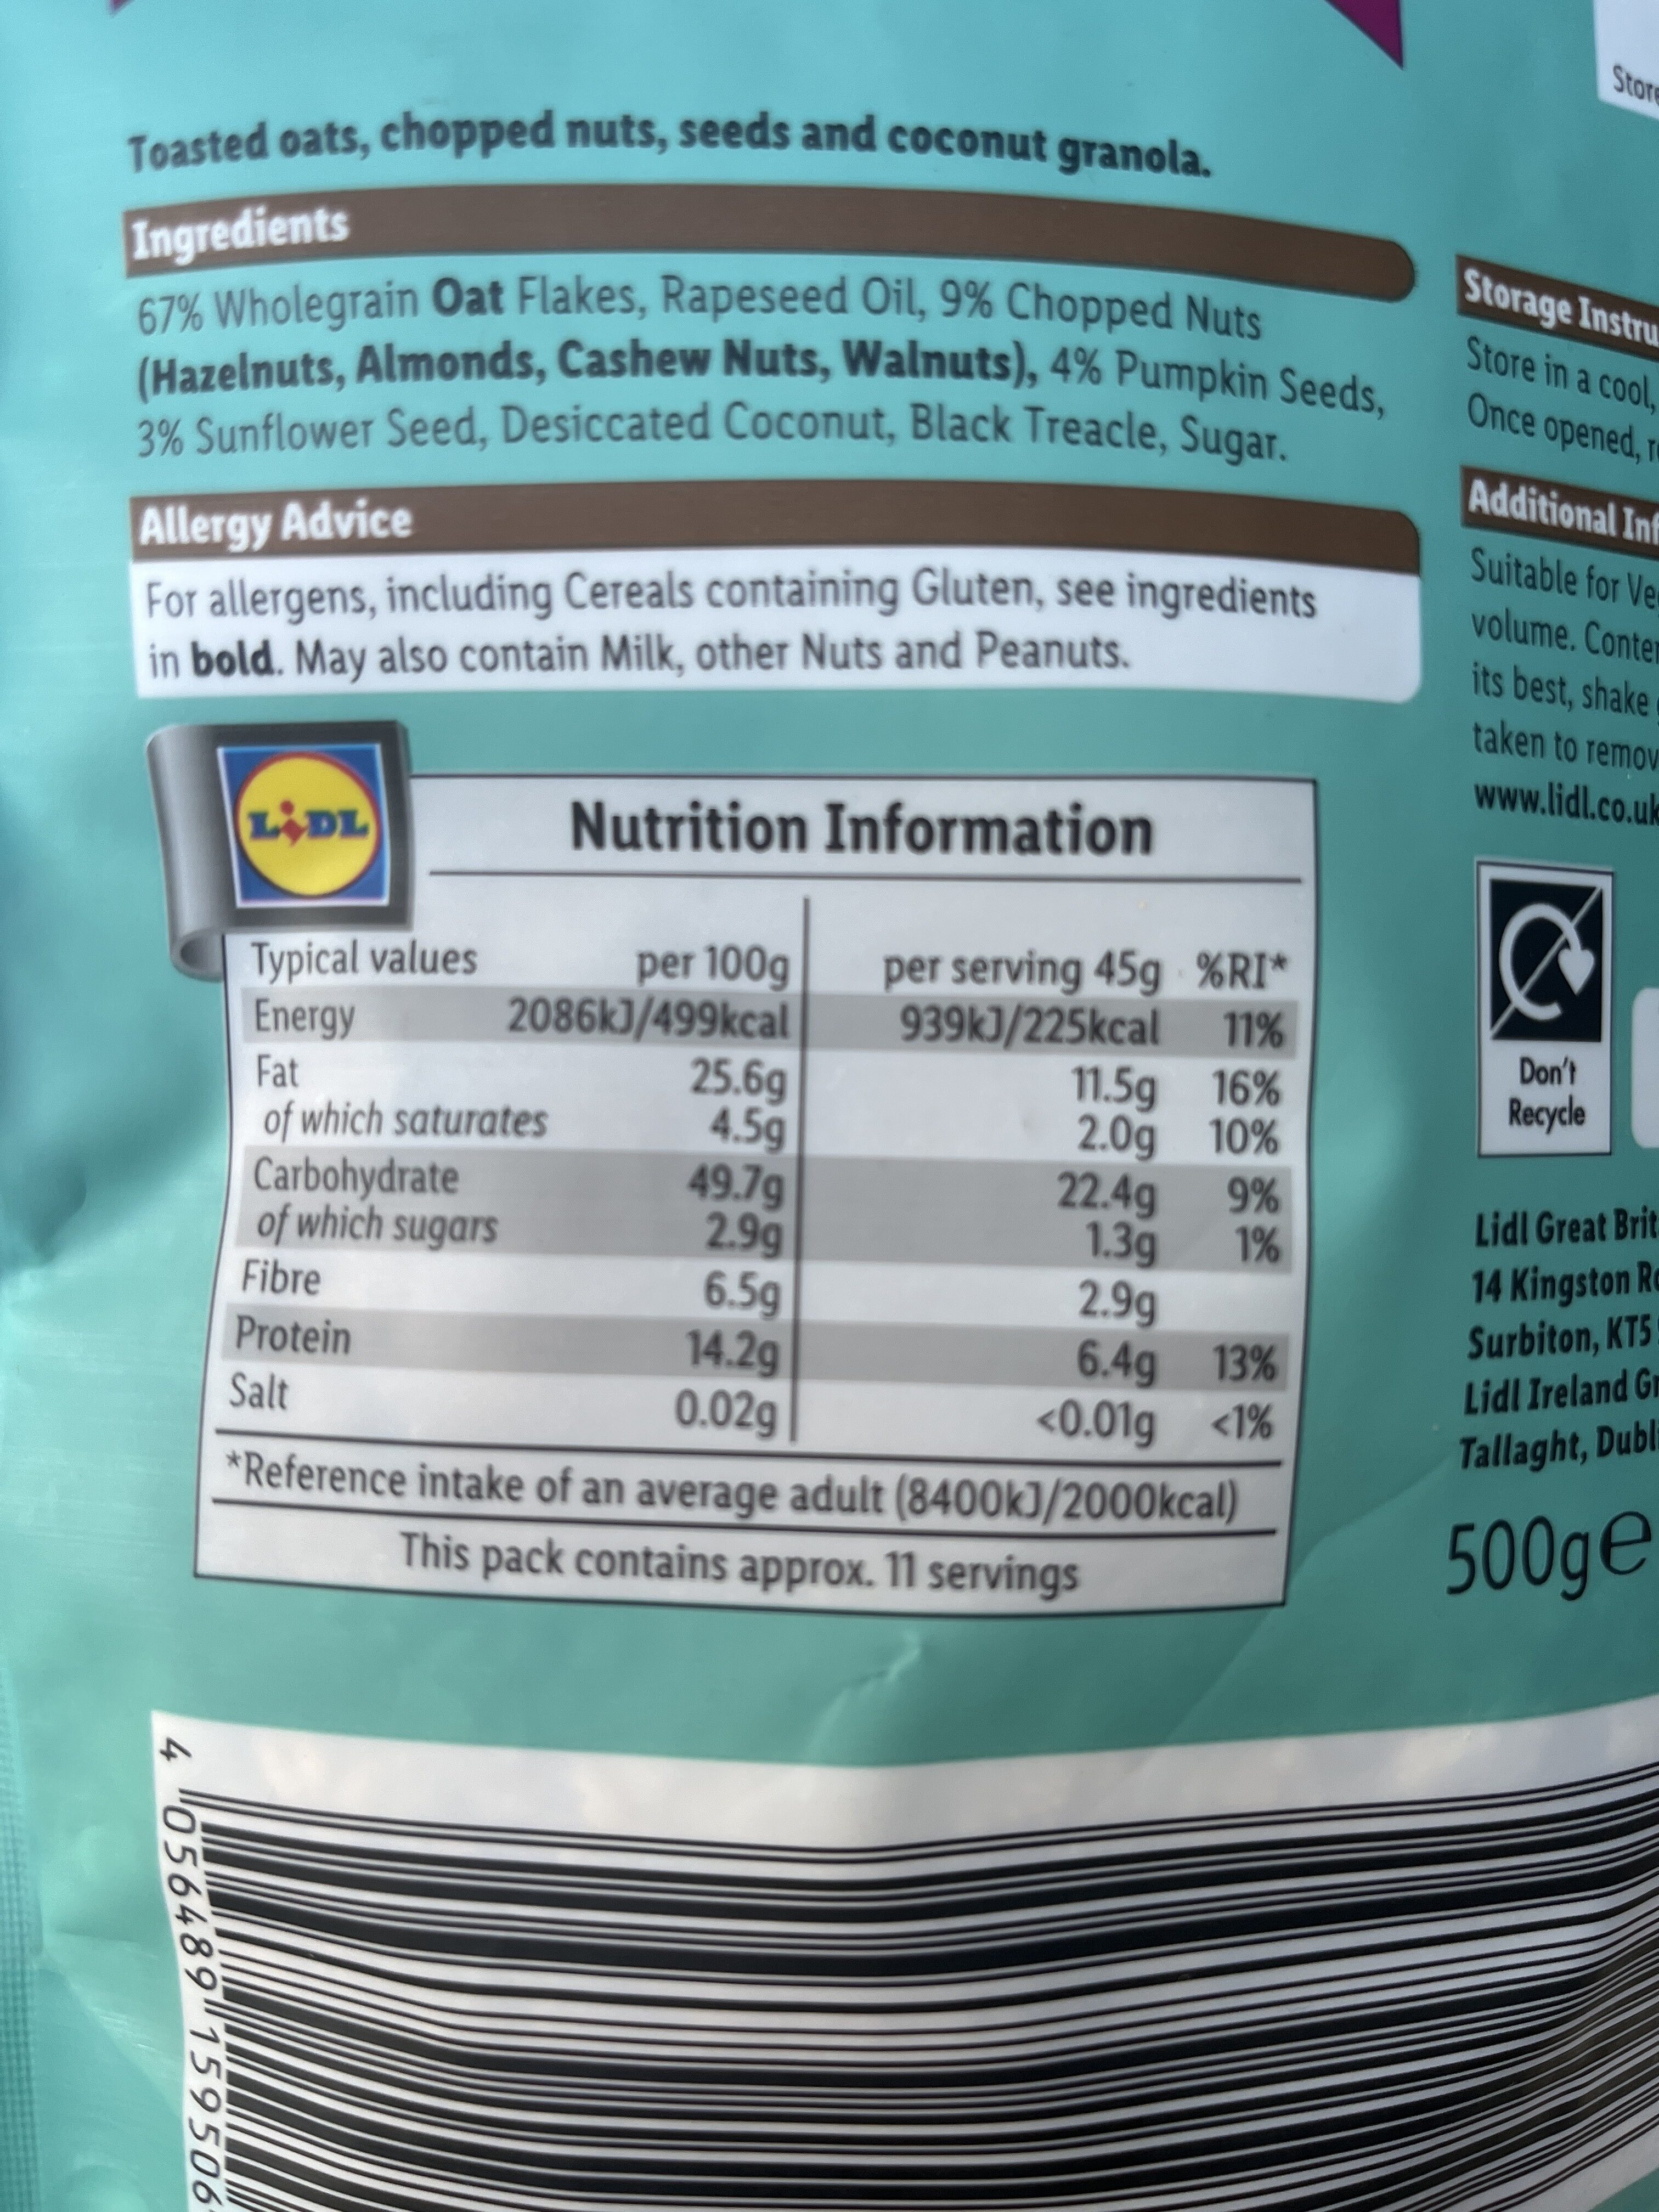 Toasted oats, chopped nuts, seeds and coconut granola.
Ingredients
67% Wholegrain Oat Flakes, Rapeseed Oil, 9% Chopped Nuts
(Hazelnuts, Almonds, Cashew Nuts, Walnuts), 4% Pumpkin Seeds,
3% Sunflower Seed, Desiccated Coconut, Black Treacle, Sugar.
Allergy Advice
For allergens, including Cereals containing Gluten, see ingredients
in bold. May also contain Milk, other Nuts and Peanuts.
LIDL
Nutrition Information
Typical values per 100g per serving 45g %RI*
Energy 2086kJ/499kcal 939kJ/225kcal 11%
Fat 25.6g 11.5g 16%
of which saturates 4.5g 2.0g 10%
Carbohydrate 49.7g 22.4g 9%
of which sugars 2.9g 1.3g 1%
Fibre 6.5g 2.9g
Protein 14.2g 6.4g 13%
Salt 0.02g <0.01g <1%
*Reference intake of an average adult (8400kJ/2000kcal)
This pack contains approx. 11 servings
4 056489 159506
Storage
Store in a cool,
Once opened,
Additional
Suitable for
volume.
its best, shake
taken to
www.lidl.co.uk
Don't
Recycle
Lidl Great
14 Kingston
Surbiton, KT5
Lidl Ireland
Tallaght,
500g℮